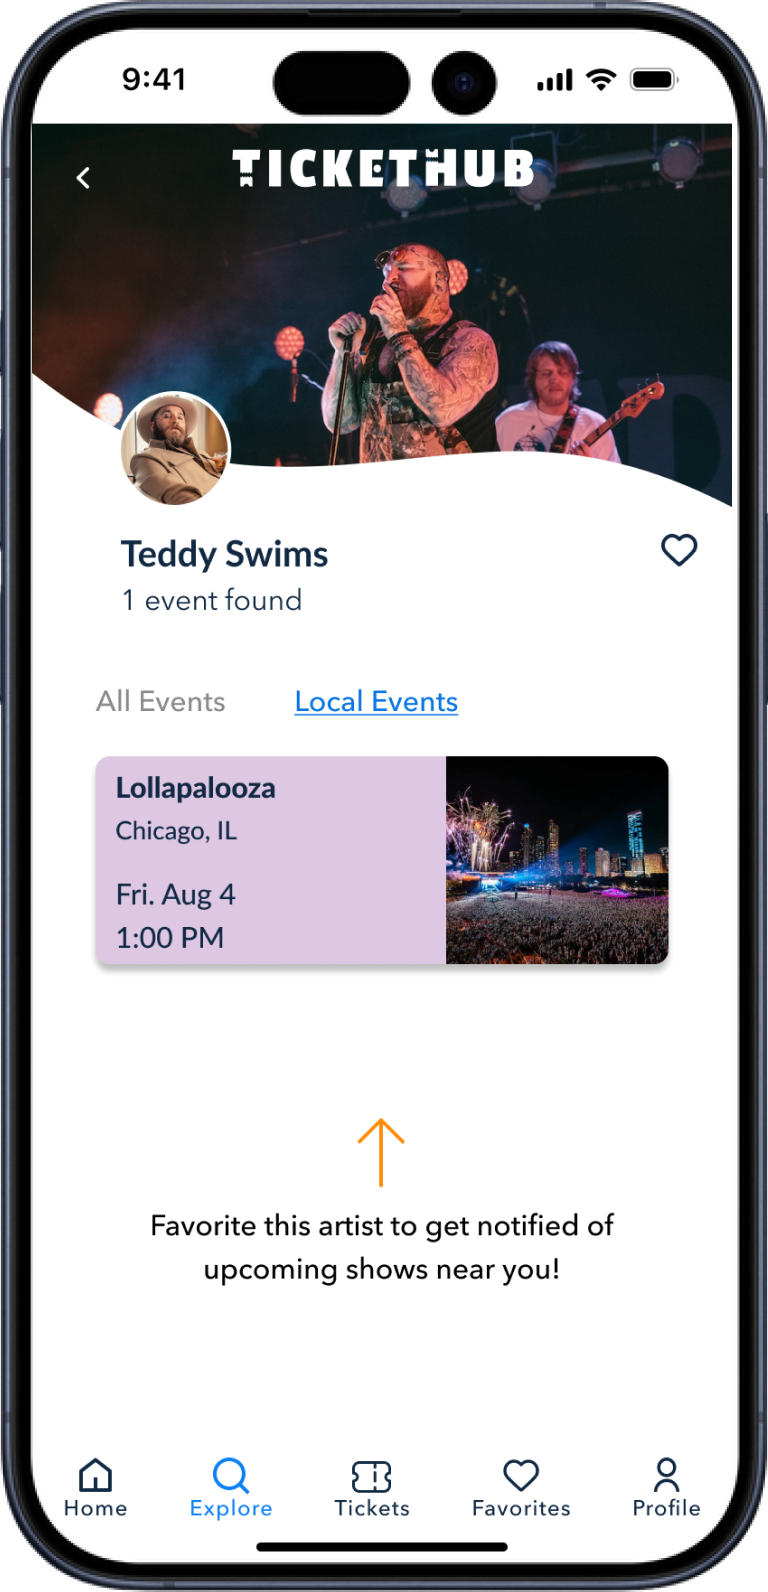 9:41
TICKETHUB
Teddy Swims
1 event found
All Events
Local Events
Lollapalooza
Chicago, IL
Fri. Aug 4
1:00 PM
Favorite this artist to get notified of
upcoming shows near you!
Home
Explore
Tickets
Favorites
Profile